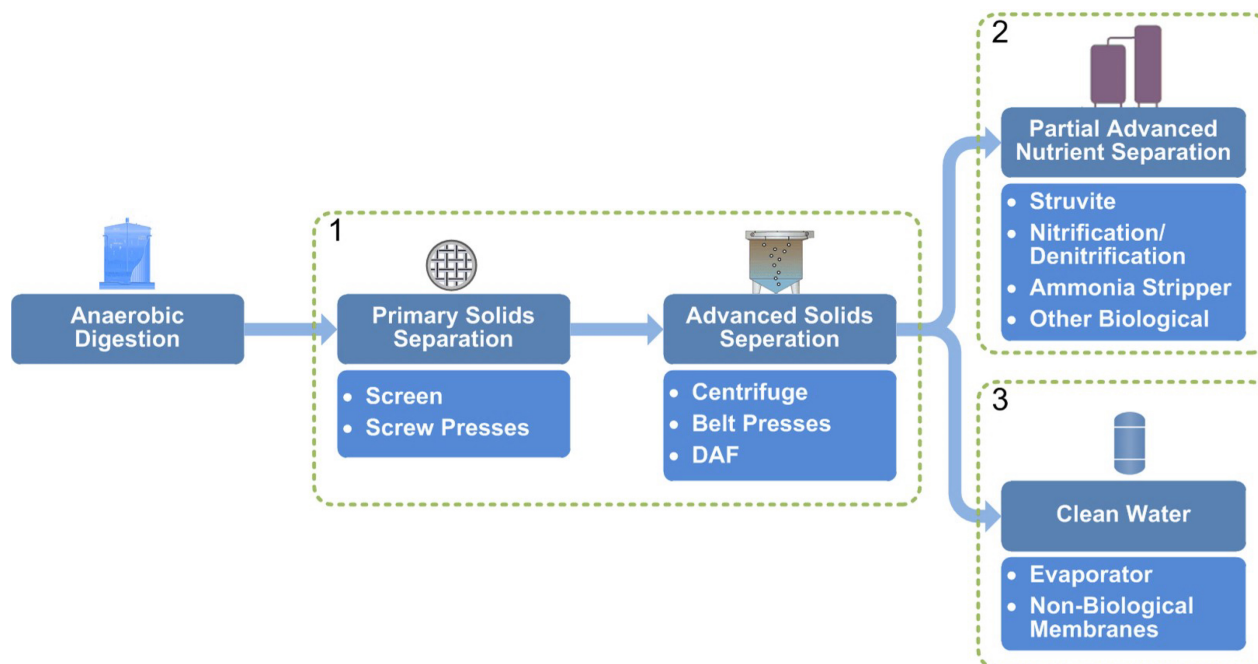 1
2
3
Anaerobic
Digestion
Primary Solids
Separation
• Screen
• Screw Presses
Advanced Solids
Seperation
• Centrifuge
• Belt Presses
• DAF
Partial Advanced
Nutrient Separation
• Struvite
• Nitrification/
Denitrification
• Ammonia Stripper
• Other Biological
Clean Water
• Evaporator
• Non-Biological
Membranes